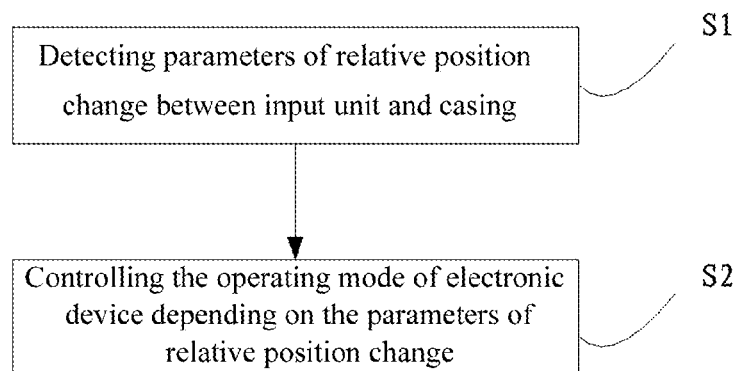 S1
Detecting parameters of relative position
change between input unit and casing
S2
Controlling the operating mode of electronic
device depending on the parameters of
relative position change